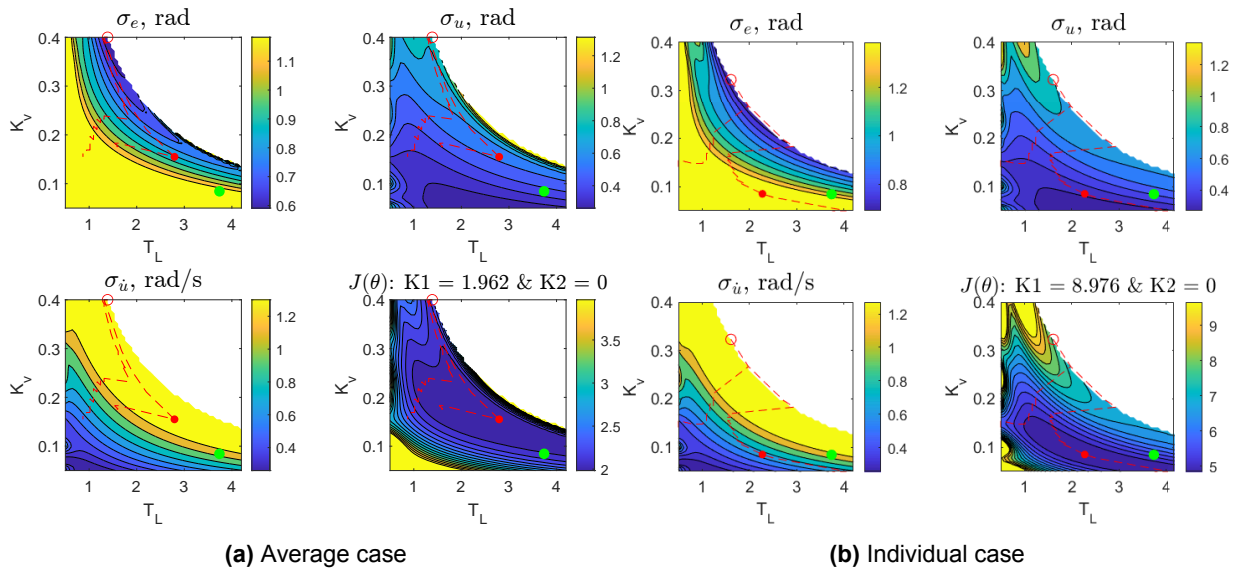 σ_e, rad
0.4
0.3
0.2
0.1
K_v
1 2 3 4
T_L
1.1
1
0.9
0.8
0.7
0.6
σ_u, rad
0.4
0.3
0.2
0.1
K_v
1 2 3 4
T_L
1.2
1
0.8
0.6
0.4
σ_e, rad
0.4
0.3
0.2
0.1
K_v
1 2 3 4
T_L
1.2
1
0.8
σ_u, rad
0.4
0.3
0.2
0.1
K_v
1 2 3 4
T_L
1.2
1
0.8
0.6
0.4
σ_u̇, rad/s
0.4
0.3
0.2
0.1
K_v
1 2 3 4
T_L
1.2
1
0.8
0.6
0.4
J(θ): K1 = 1.962 & K2 = 0
0.4
0.3
0.2
0.1
K_v
1 2 3 4
T_L
3.5
3
2.5
2
σ_u̇, rad/s
0.4
0.3
0.2
0.1
K_v
1 2 3 4
T_L
1.2
1
0.8
0.6
0.4
J(θ): K1 = 8.976 & K2 = 0
0.4
0.3
0.2
0.1
K_v
1 2 3 4
T_L
9
8
7
6
5
(a) Average case
(b) Individual case